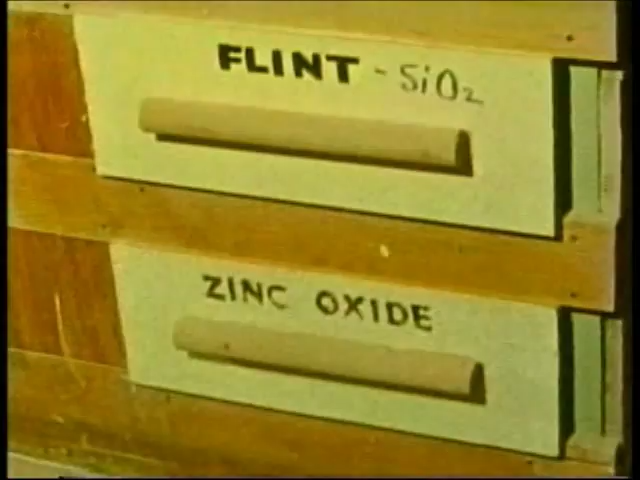 FLINT - SiO₂
ZINC OXIDE